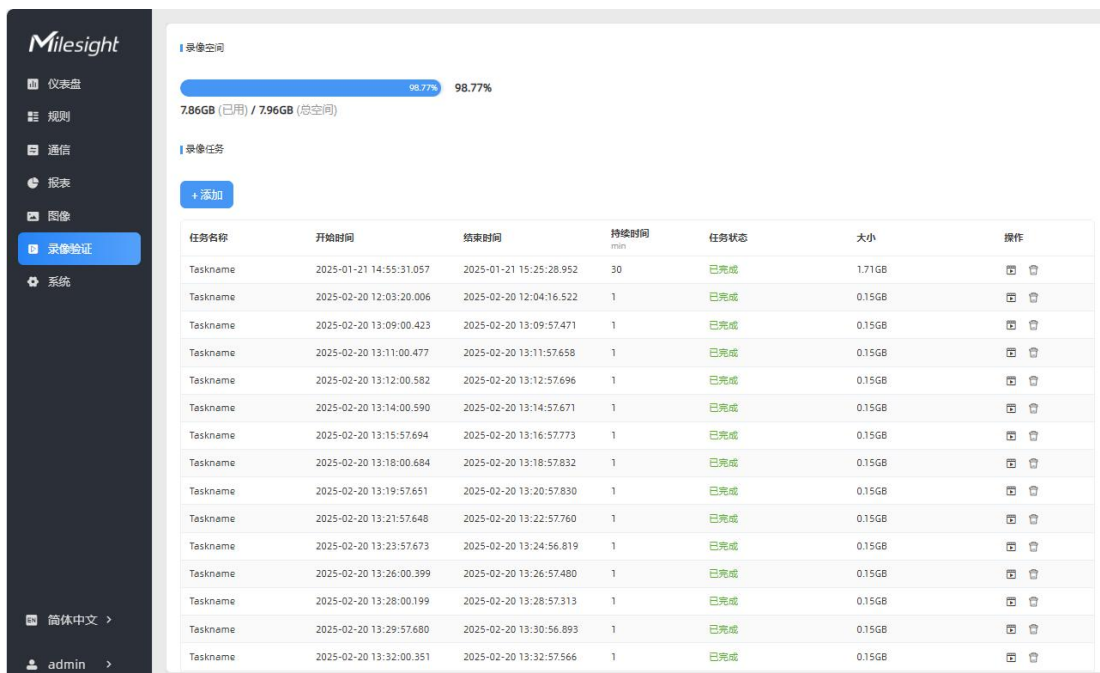 Milesight
仪表盘
规则
通信
报表
图像
录像验证
系统
简体中文 >
admin >
录像空间
98.77% 98.77%
7.86GB (已用) / 7.96GB (总空间)
录像任务
+添加
任务名称 开始时间 结束时间 持续时间 min 任务状态 大小 操作
Taskname 2025-01-21 14:55:31.057 2025-01-21 15:25:28.952 30 已完成 1.71GB
Taskname 2025-02-20 12:03:20.006 2025-02-20 12:04:16.522 1 已完成 0.15GB
Taskname 2025-02-20 13:09:00.423 2025-02-20 13:09:57.471 1 已完成 0.15GB
Taskname 2025-02-20 13:11:00.477 2025-02-20 13:11:57.658 1 已完成 0.15GB
Taskname 2025-02-20 13:12:00.582 2025-02-20 13:12:57.696 1 已完成 0.15GB
Taskname 2025-02-20 13:14:00.590 2025-02-20 13:14:57.671 1 已完成 0.15GB
Taskname 2025-02-20 13:15:57.694 2025-02-20 13:16:57.773 1 已完成 0.15GB
Taskname 2025-02-20 13:18:00.684 2025-02-20 13:18:57.832 1 已完成 0.15GB
Taskname 2025-02-20 13:19:57.651 2025-02-20 13:20:57.830 1 已完成 0.15GB
Taskname 2025-02-20 13:21:57.648 2025-02-20 13:22:57.760 1 已完成 0.15GB
Taskname 2025-02-20 13:23:57.673 2025-02-20 13:24:56.819 1 已完成 0.15GB
Taskname 2025-02-20 13:26:00.399 2025-02-20 13:26:57.480 1 已完成 0.15GB
Taskname 2025-02-20 13:28:00.199 2025-02-20 13:28:57.313 1 已完成 0.15GB
Taskname 2025-02-20 13:29:57.680 2025-02-20 13:30:56.893 1 已完成 0.15GB
Taskname 2025-02-20 13:32:00.351 2025-02-20 13:32:57.566 1 已完成 0.15GB